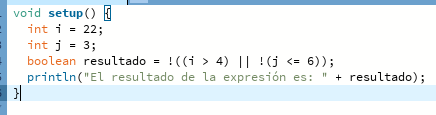 void setup() {
  int i = 22;
  int j = 3;
  boolean resultado = !((i > 4) || !(j <= 6));
  println("El resultado de la expresión es: " + resultado);
}